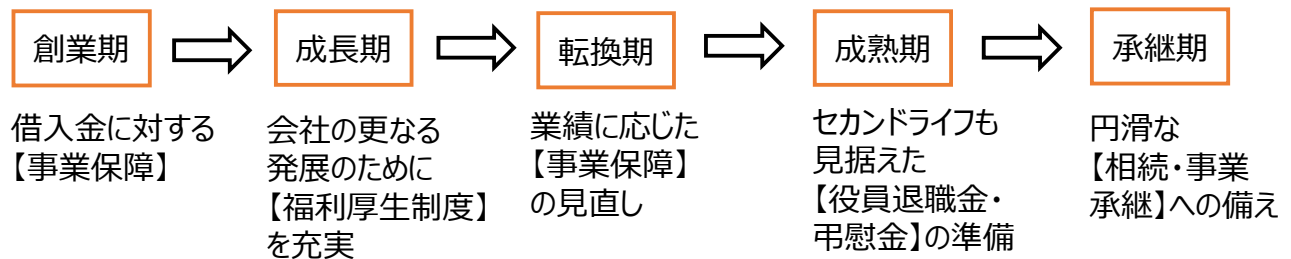 創業期
成長期
転換期
成熟期
承継期
借入金に対する
【事業保障】
会社の更なる
発展のために
【福利厚生制度】
を充実
業績に応じた
【事業保障】
の見直し
セカンドライフも
見据えた
【役員退職金・
弔慰金】の準備
円滑な
【相続・事業
承継】への備え